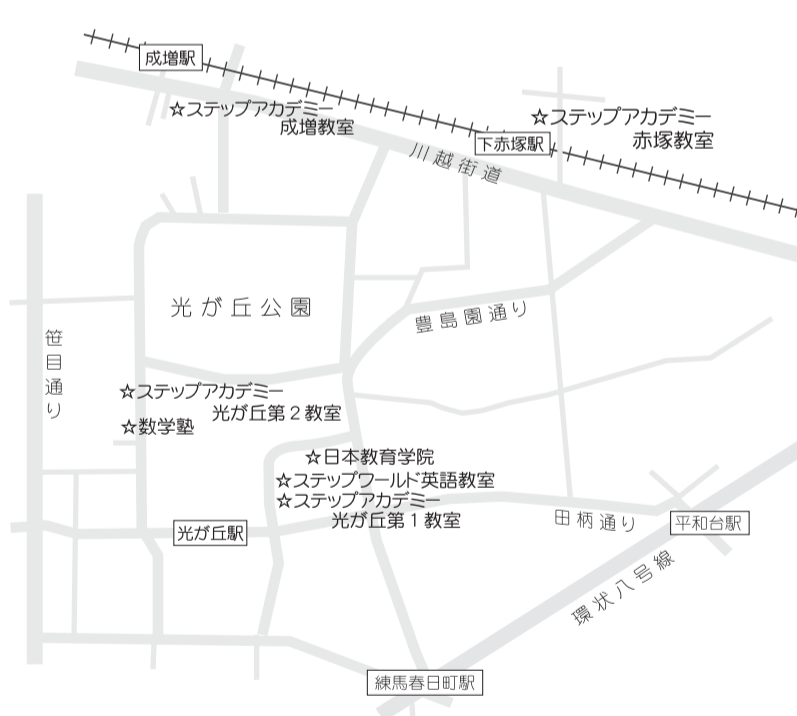 成増駅
☆ステップアカデミー
成増教室
☆ステップアカデミー
赤塚教室
下赤塚駅
川越街道
光が丘公園
豊島園通り
笹目通り
☆ステップアカデミー
光が丘第２教室
☆数学塾
☆日本教育学院
☆ステップワールド英語教室
☆ステップアカデミー
光が丘第１教室
光が丘駅
田柄通り
平和台駅
環状八号線
練馬春日町駅